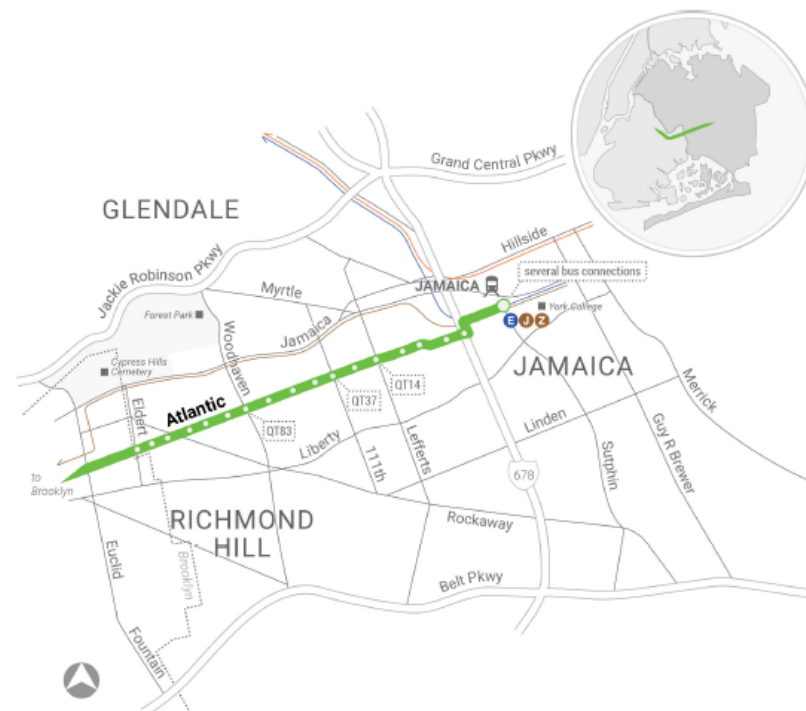 Grand Central Pkwy
GLENDALE
Hillside
several bus connections
Jackie Robinson Pkwy
JAMAICA
Myrtle
York College
Forest Park
E J Z
Jamaica
Woodhaven
JAMAICA
Cypress Hills
Cemetery
QT14
Merrick
Eldert
Atlantic
QT37
QT83
Linden
Liberty
Lefferts
111th
Guy R Brewer
Sutphin
to
Brooklyn
678
RICHMOND
HILL
Rockaway
Euclid
Brooklyn
Belt Pkwy
Fountain